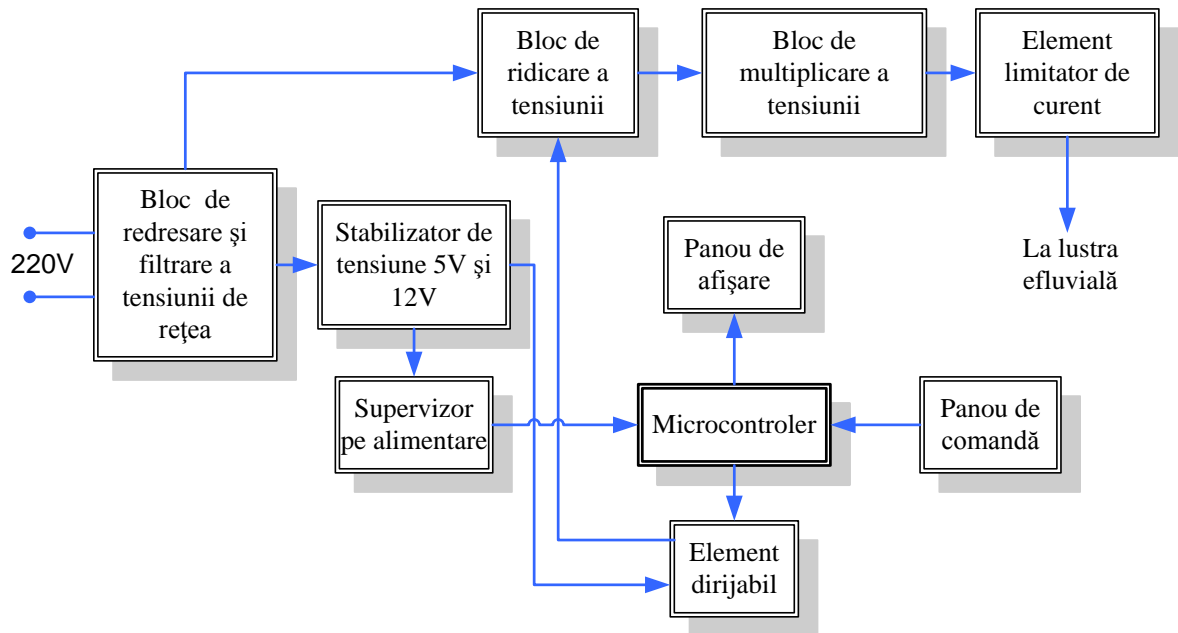 Bloc de
ridicare a
tensiunii
Bloc de
multiplicare a
tensiunii
Element
limitator de
curent
Bloc de
redresare şi
filtrare a
tensiunii de
reţea
220V
Stabilizator de
tensiune 5V şi
12V
Panou de
afişare
La lustra
efluvială
Supervizor
pe alimentare
Microcontroler
Panou de
comandă
Element
dirijabil